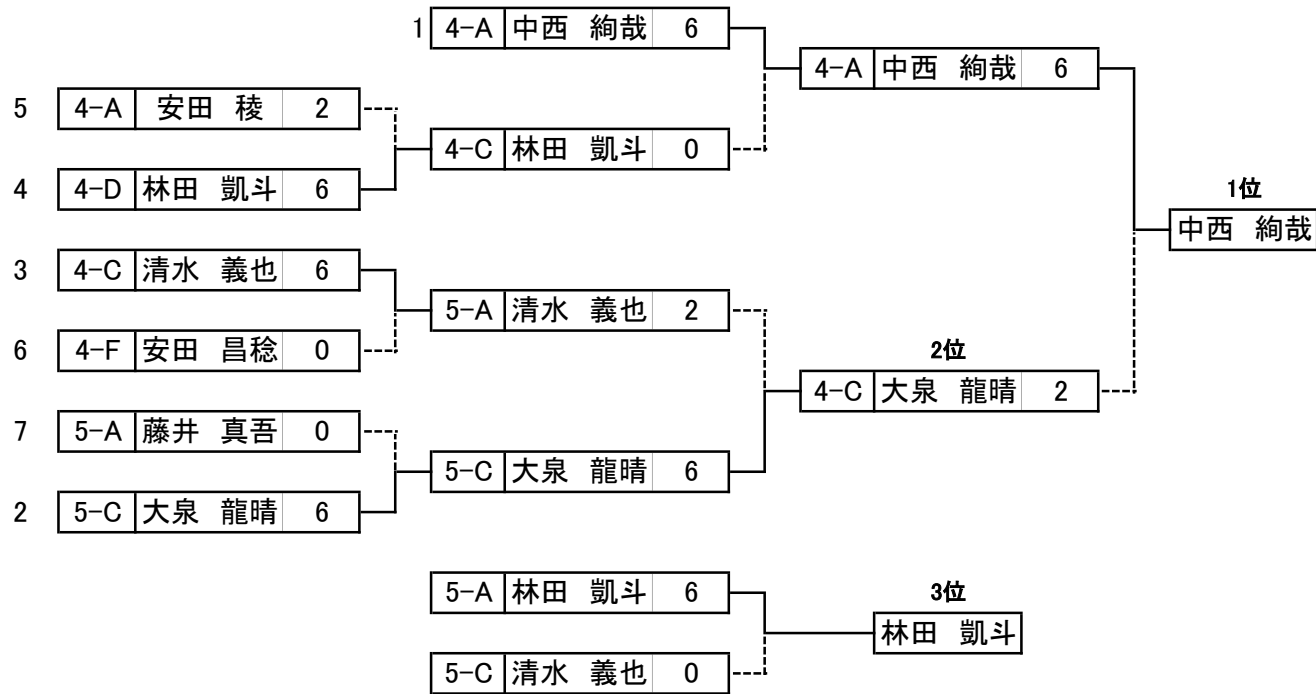 1 4-A 中西　絢哉 6
4-A 中西　絢哉 6
5 4-A 安田　稜 2
4-C 林田　凱斗 0
4 4-D 林田　凱斗 6
1位
中西　絢哉
3 4-C 清水　義也 6
5-A 清水　義也 2
6 4-F 安田　昌稔 0
2位
4-C 大泉　龍晴 2
7 5-A 藤井　真吾 0
5-C 大泉　龍晴 6
2 5-C 大泉　龍晴 6
5-A 林田　凱斗 6
3位
林田　凱斗
5-C 清水　義也 0